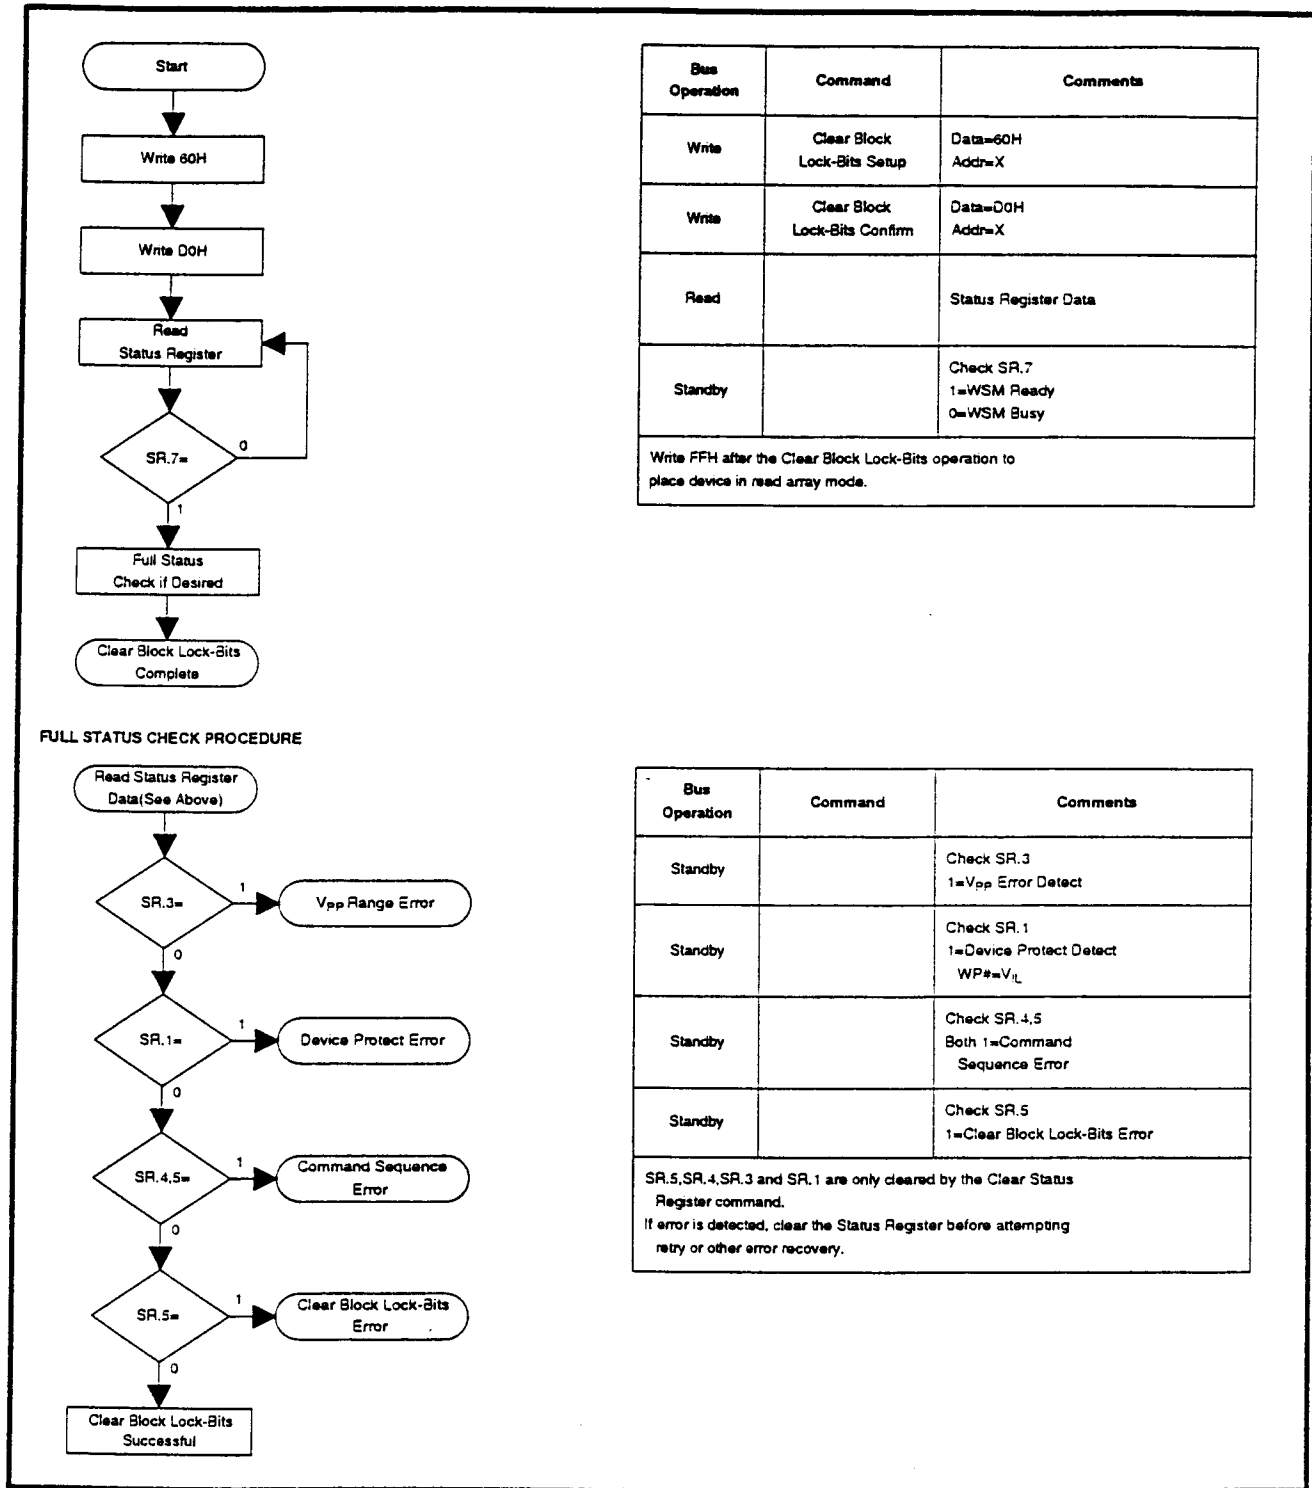 Start
Write 60H
Write D0H
Read
Status Register
SR.7=
0
1
Full Status
Check if Desired
Clear Block Lock-Bits
Complete
Bus
Operation
Command
Comments
Write
Clear Block
Lock-Bits Setup
Data=60H
Addr=X
Write
Clear Block
Lock-Bits Confirm
Data=D0H
Addr=X
Read
Status Register Data
Standby
Check SR.7
1=WSM Ready
0=WSM Busy
Write FFH after the Clear Block Lock-Bits operation to
place device in read array mode.
FULL STATUS CHECK PROCEDURE
Read Status Register
Data(See Above)
SR.3=
1
VPP Range Error
0
SR.1=
1
Device Protect Error
0
SR.4,5=
1
Command Sequence
Error
0
SR.5=
1
Clear Block Lock-Bits
Error
0
Clear Block Lock-Bits
Successful
Bus
Operation
Command
Comments
Standby
Check SR.3
1=VPP Error Detect
Standby
Check SR.1
1=Device Protect Detect
WP#=VIL
Standby
Check SR.4,5
Both 1=Command
Sequence Error
Standby
Check SR.5
1=Clear Block Lock-Bits Error
SR.5,SR.4,SR.3 and SR.1 are only cleared by the Clear Status
Register command.
If error is detected, clear the Status Register before attempting
retry or other error recovery.